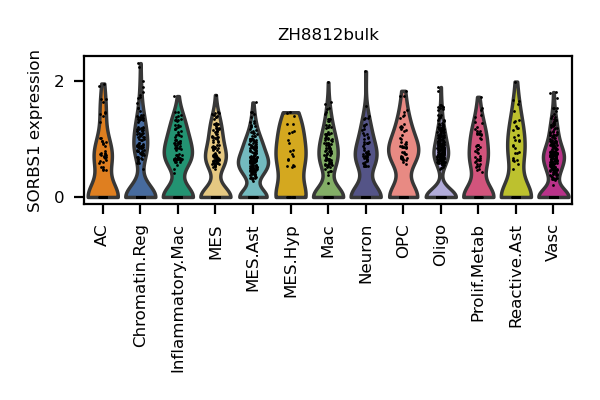 ZH8812bulk
SORBS1 expression
2
0
AC
Chromatin.Reg
Inflammatory.Mac
MES
MES.Ast
MES.Hyp
Mac
Neuron
OPC
Oligo
Prolif.Metab
Reactive.Ast
Vasc